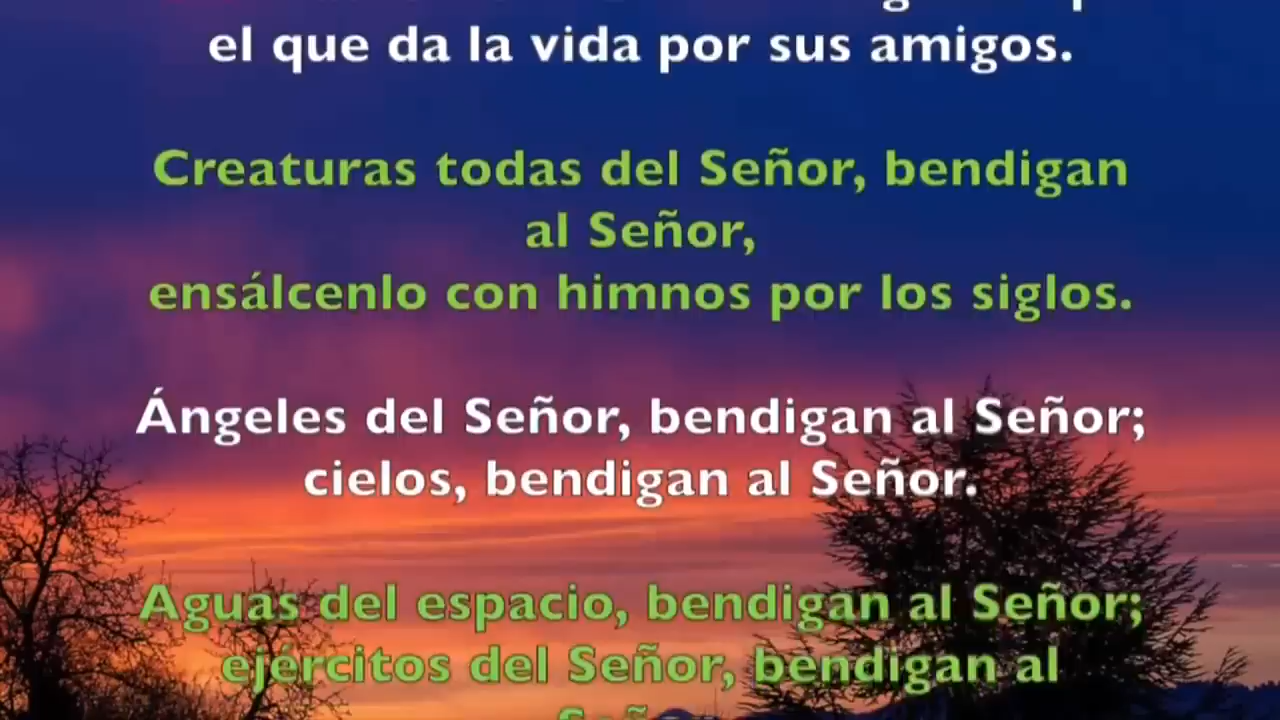 el que da la vida por sus amigos.
Creaturas todas del Señor, bendigan
al Señor,
ensálcenlo con himnos por los siglos.
Ángeles del Señor, bendigan al Señor;
cielos, bendigan al Señor.
Aguas del espacio, bendigan al Señor;
ejércitos del Señor, bendigan al